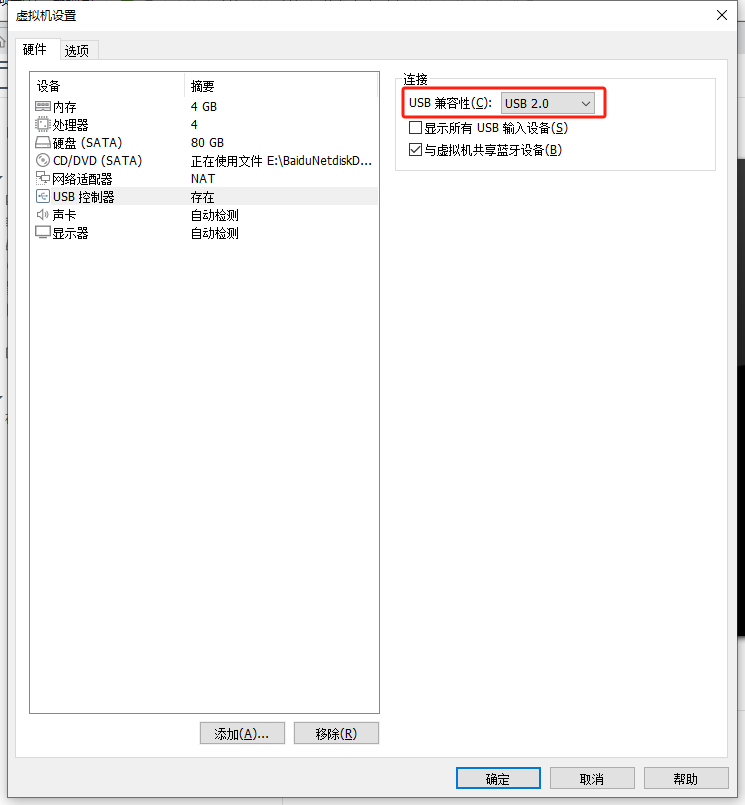 虚拟机设置
硬件 选项
设备 摘要
内存 4 GB
处理器 4
硬盘 (SATA) 80 GB
CD/DVD (SATA) 正在使用文件 E:\BaiduNetdiskD...
网络适配器 NAT
USB 控制器 存在
声卡 自动检测
显示器 自动检测
添加(A)... 移除(R)
连接
USB 兼容性(C): USB 2.0
显示所有 USB 输入设备(S)
与虚拟机共享蓝牙设备(B)
确定 取消 帮助